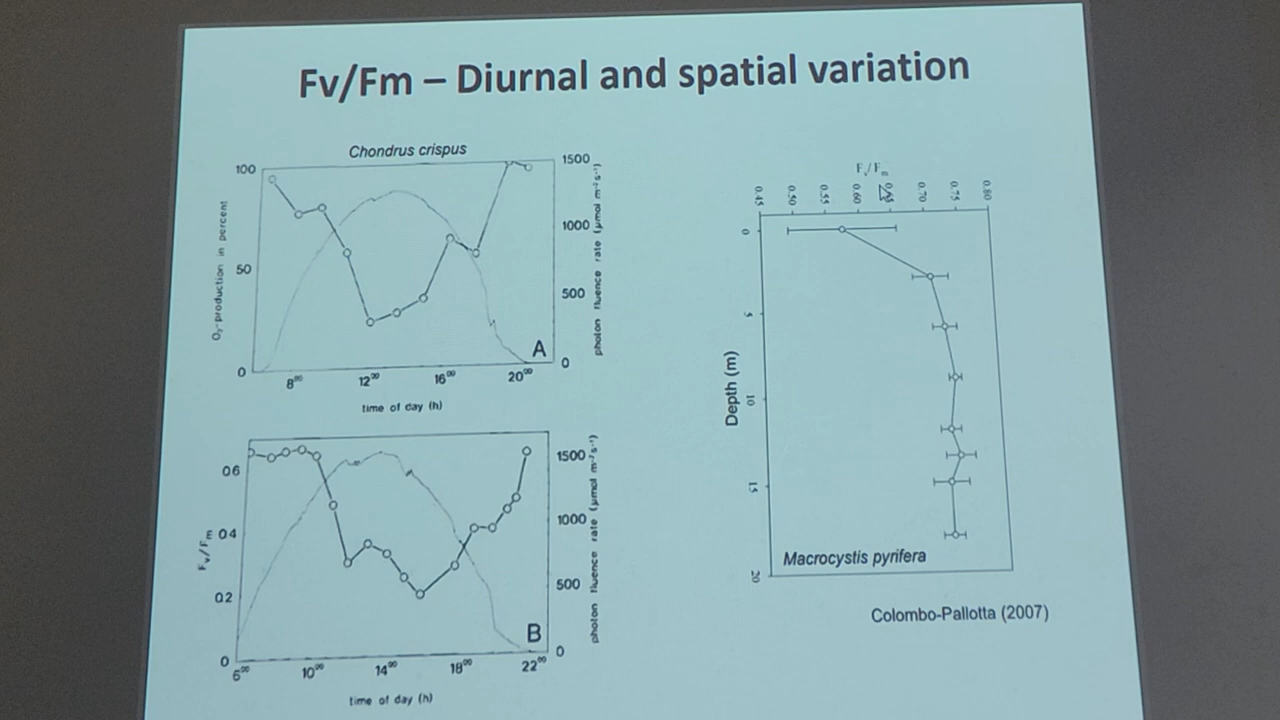 Fv/Fm – Diurnal and spatial variation
Chondrus crispus
O₂-production in percent
100
50
0
1500
1000
500
0
photon fluence rate (µmol m⁻² s⁻¹)
A
8⁰⁰ 12⁰⁰ 16⁰⁰ 20⁰⁰
time of day (h)
Fv/Fm
0.6
0.4
0.2
0
1500
1000
500
0
photon fluence rate (µmol m⁻² s⁻¹)
B
6⁰⁰ 10⁰⁰ 14⁰⁰ 18⁰⁰ 22⁰⁰
time of day (h)
Fv/Fm
0.45 0.50 0.55 0.60 0.65 0.70 0.75 0.80
Depth (m)
0
5
10
15
20
Macrocystis pyrifera
Colombo-Pallotta (2007)